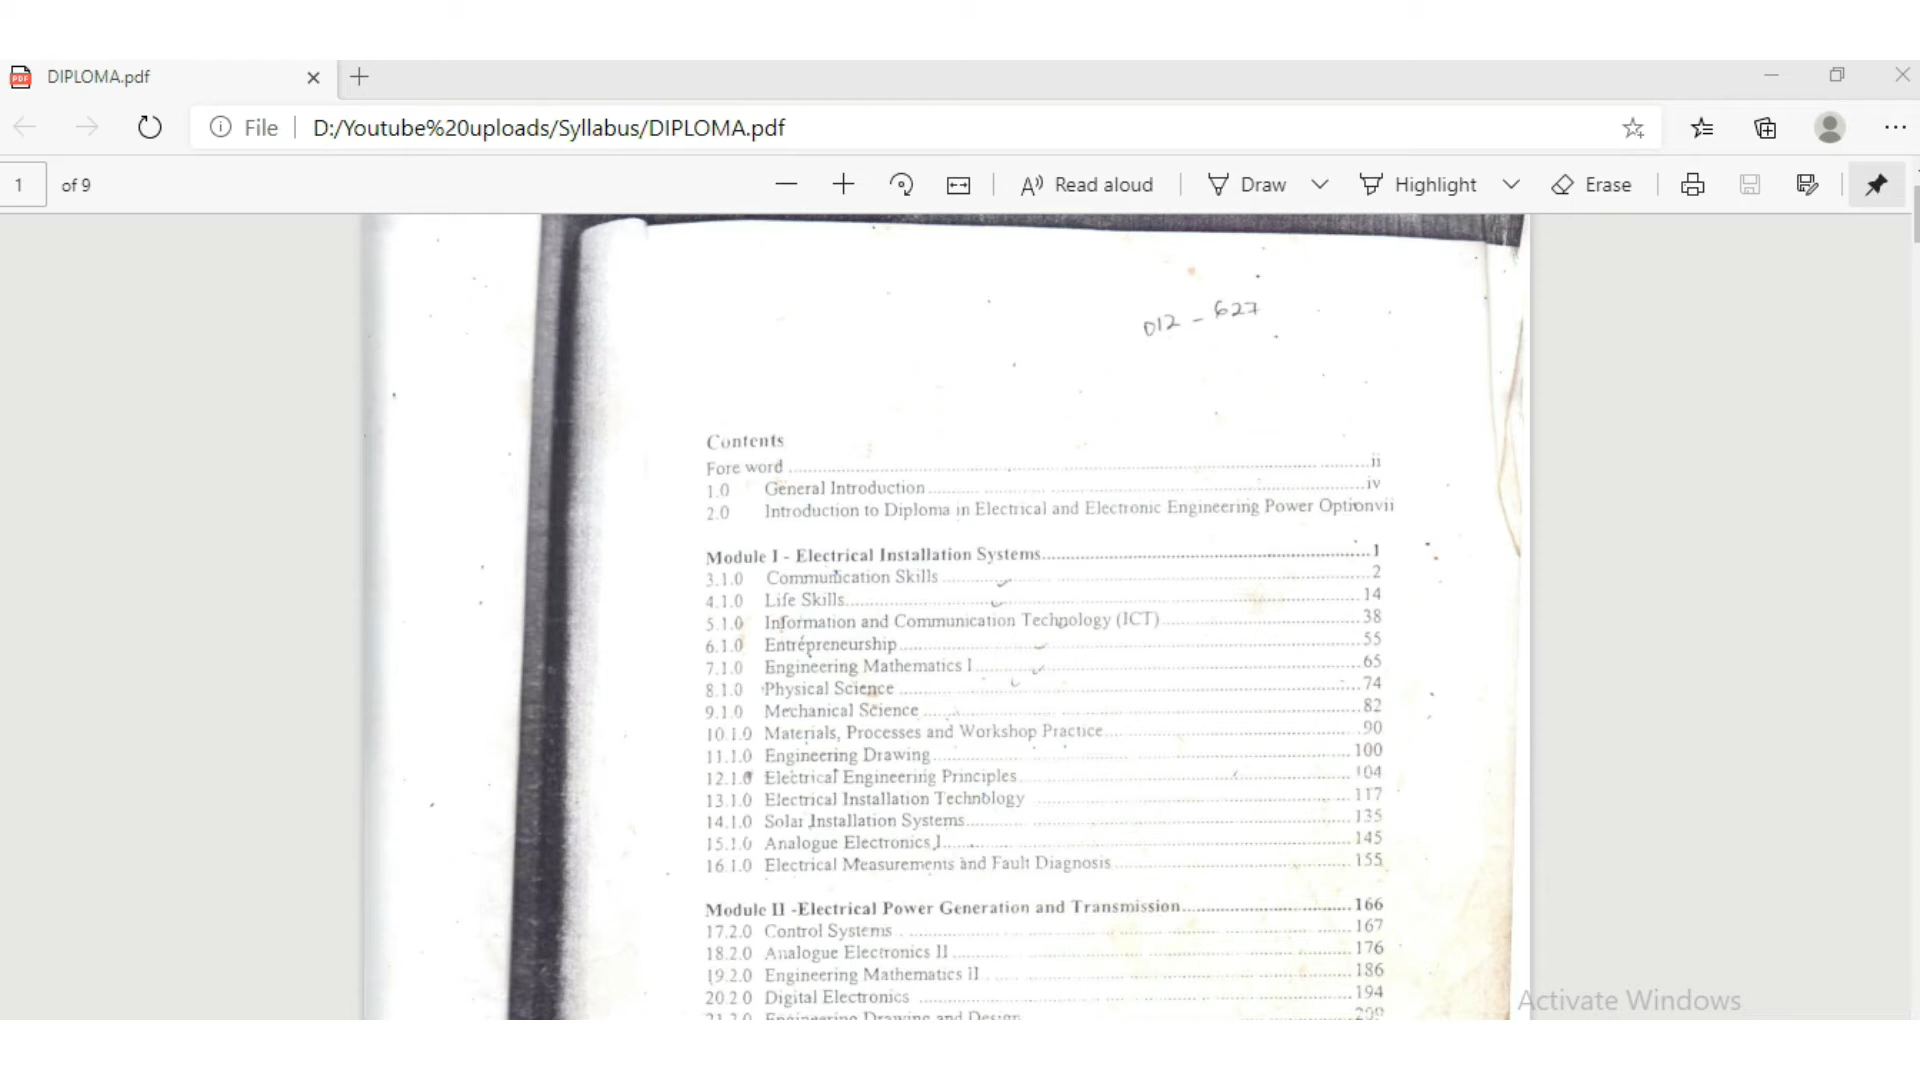 DIPLOMA.pdf
File D:/Youtube%20uploads/Syllabus/DIPLOMA.pdf
1 of 9 Read aloud Draw Highlight Erase
012 - 627
Contents
Fore word ii
1.0 General Introduction iv
2.0 Introduction to Diploma in Electrical and Electronic Engineering Power Option vii
Module I - Electrical Installation Systems 1
3.1.0 Communication Skills 2
4.1.0 Life Skills 14
5.1.0 Information and Communication Technology (ICT) 38
6.1.0 Entrepreneurship 55
7.1.0 Engineering Mathematics I 65
8.1.0 Physical Science 74
9.1.0 Mechanical Science 82
10.1.0 Materials, Processes and Workshop Practice 90
11.1.0 Engineering Drawing 100
12.1.0 Electrical Engineering Principles 104
13.1.0 Electrical Installation Technology 117
14.1.0 Solar Installation Systems 135
15.1.0 Analogue Electronics I 145
16.1.0 Electrical Measurements and Fault Diagnosis 155
Module II -Electrical Power Generation and Transmission 166
17.2.0 Control Systems 167
18.2.0 Analogue Electronics II 176
19.2.0 Engineering Mathematics II 186
20.2.0 Digital Electronics 194
21.2.0 Engineering Drawing and Design 209
Activate Windows